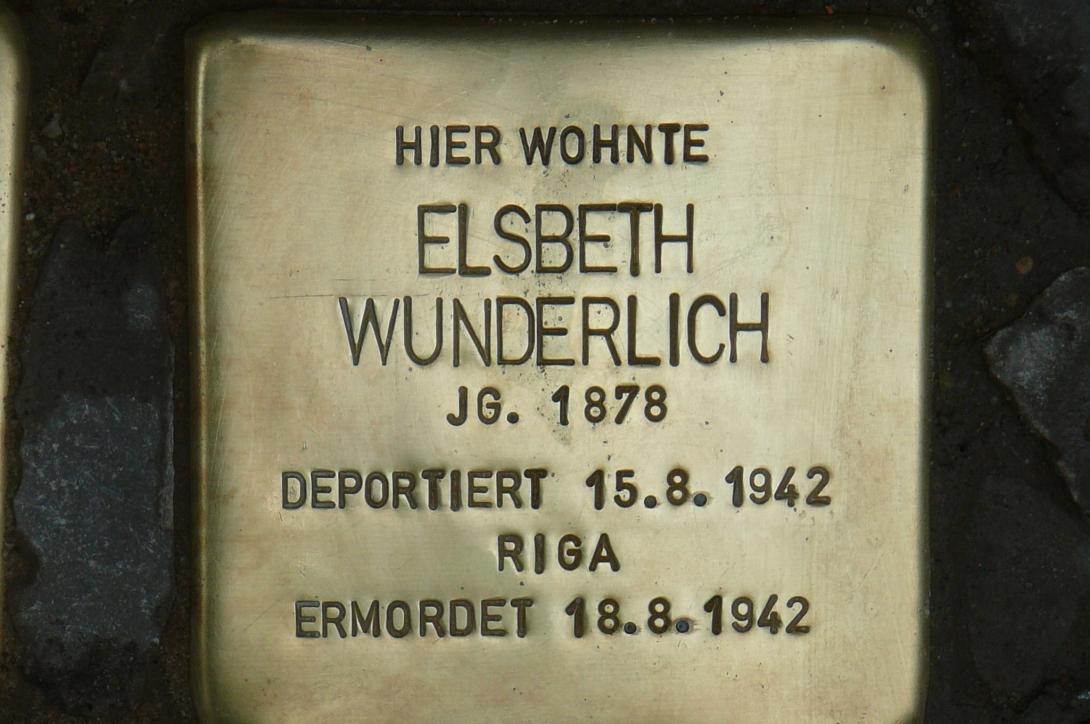 HIER WOHNTE
ELSBETH
WUNDERLICH
JG. 1878
DEPORTIERT 15.8.1942
RIGA
ERMORDET 18.8.1942